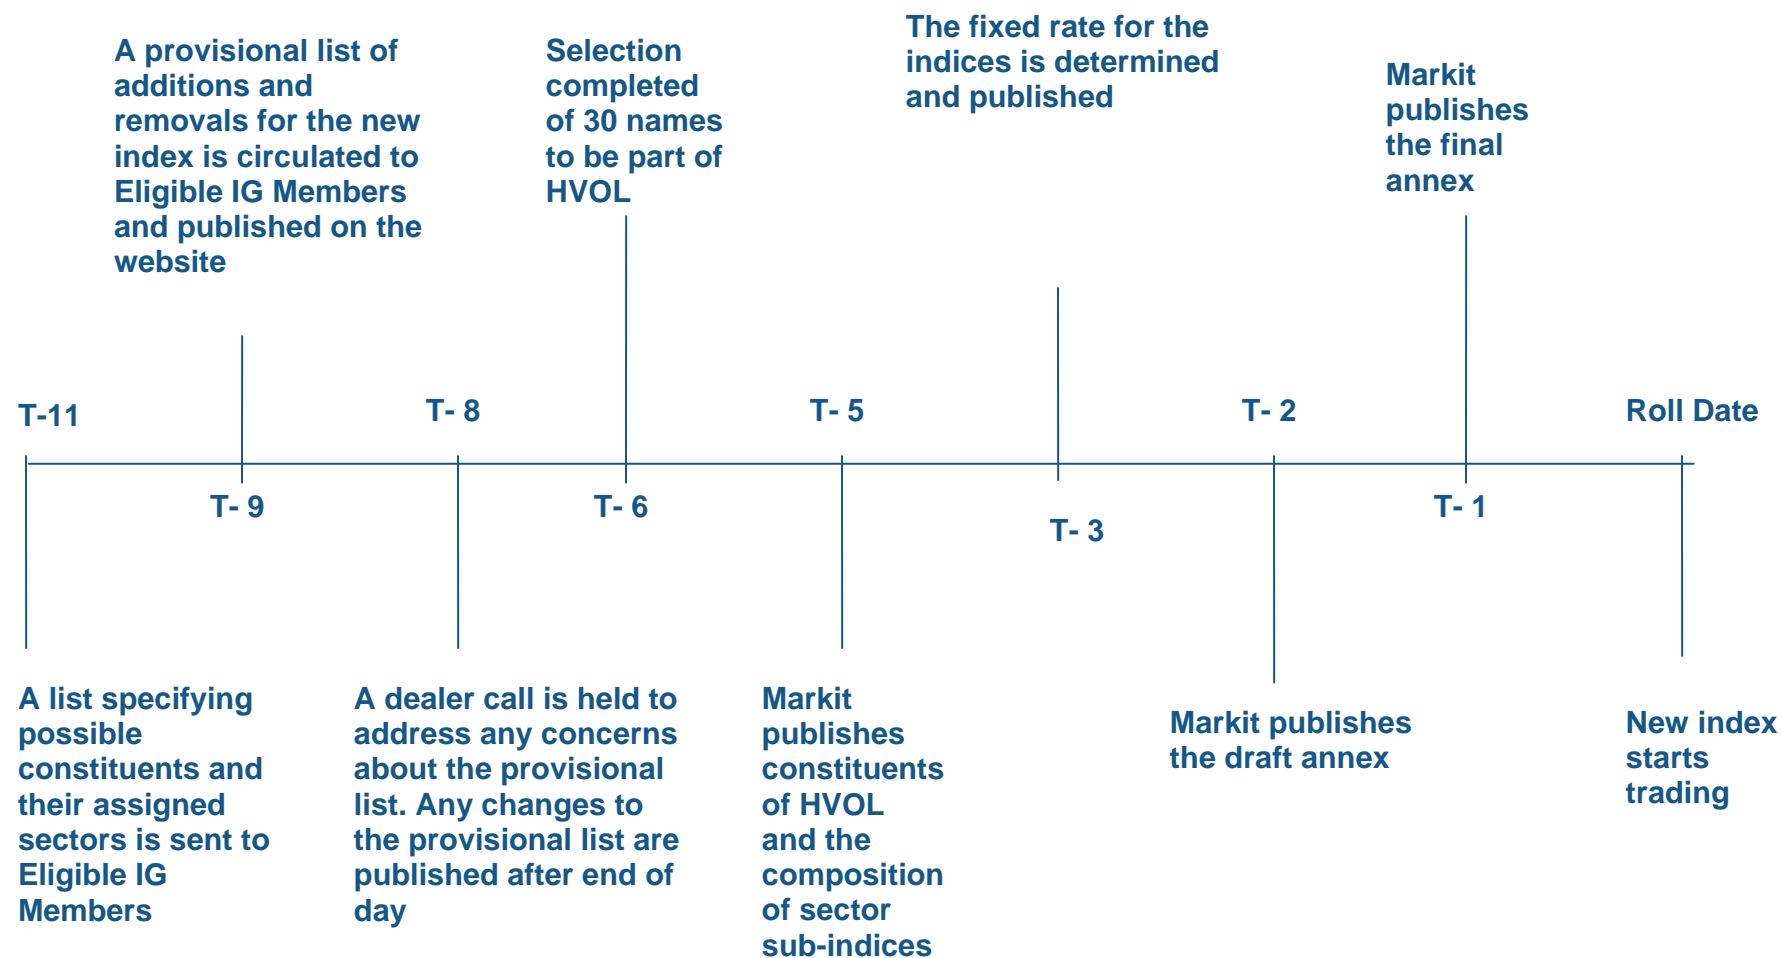 A provisional list of
additions and
removals for the new
index is circulated to
Eligible IG Members
and published on the
website
Selection
completed
of 30 names
to be part of
HVOL
The fixed rate for the
indices is determined
and published
Markit
publishes
the final
annex
T-11
T- 8
T- 5
T- 2
Roll Date
T- 9
T- 6
T- 3
T- 1
A list specifying
possible
constituents and
their assigned
sectors is sent to
Eligible IG
Members
A dealer call is held to
address any concerns
about the provisional
list. Any changes to
the provisional list are
published after end of
day
Markit
publishes
constituents
of HVOL
and the
composition
of sector
sub-indices
Markit publishes
the draft annex
New index
starts
trading